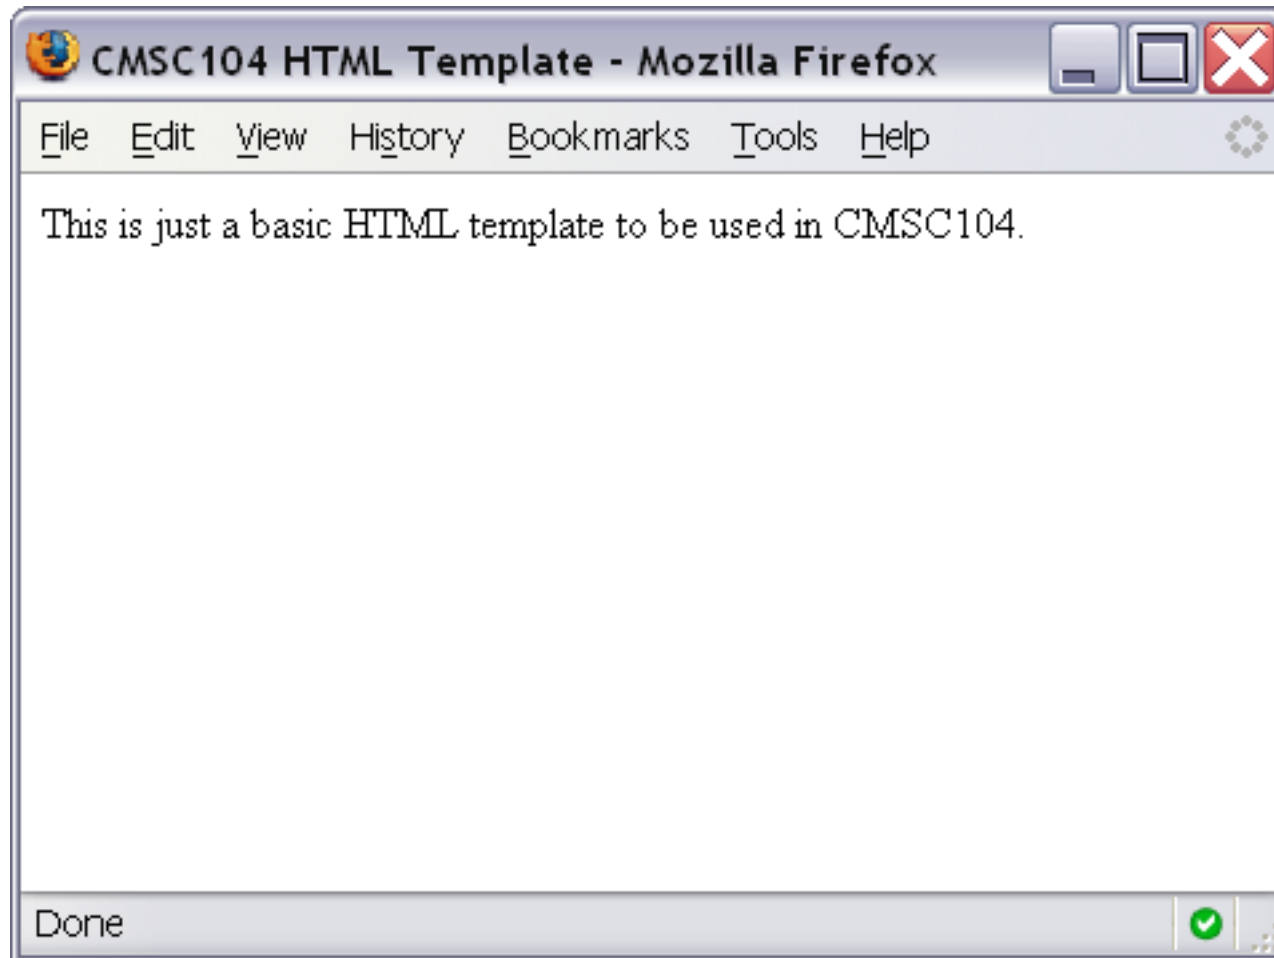 CMSC104 HTML Template - Mozilla Firefox
File Edit View History Bookmarks Tools Help
This is just a basic HTML template to be used in CMSC104.
Done